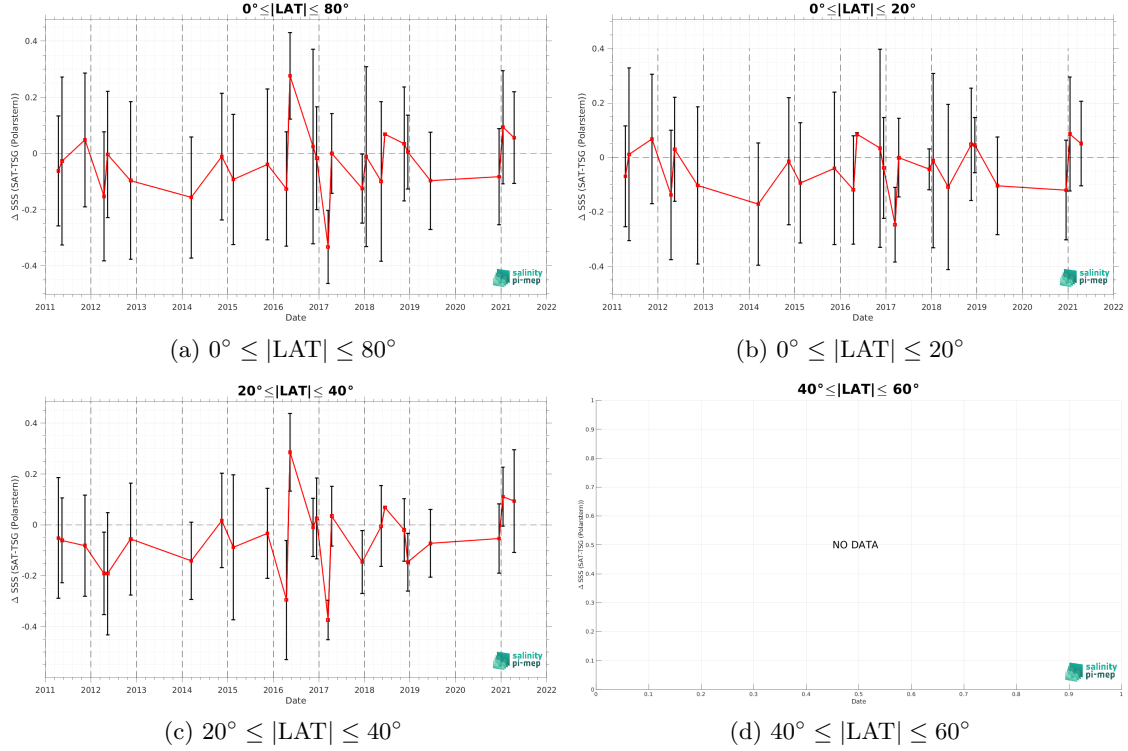 0°≤|LAT|≤ 80°
Δ SSS (SAT-TSG (Polarstern))
0.4
0.2
0
-0.2
-0.4
2011 2012 2013 2014 2015 2016 2017 2018 2019 2020 2021 2022
Date
salinity
pi-mep
(a) 0° ≤ |LAT| ≤ 80°
0°≤|LAT|≤ 20°
Δ SSS (SAT-TSG (Polarstern))
0.4
0.2
0
-0.2
-0.4
2011 2012 2013 2014 2015 2016 2017 2018 2019 2020 2021 2022
Date
salinity
pi-mep
(b) 0° ≤ |LAT| ≤ 20°
20°≤|LAT|≤ 40°
Δ SSS (SAT-TSG (Polarstern))
0.4
0.2
0
-0.2
-0.4
2011 2012 2013 2014 2015 2016 2017 2018 2019 2020 2021 2022
Date
salinity
pi-mep
(c) 20° ≤ |LAT| ≤ 40°
40°≤|LAT|≤ 60°
Δ SSS (SAT-TSG (Polarstern))
1
0.9
0.8
0.7
0.6
0.5
0.4
0.3
0.2
0.1
0
NO DATA
0 0.1 0.2 0.3 0.4 0.5 0.6 0.7 0.8 0.9 1
Date
salinity
pi-mep
(d) 40° ≤ |LAT| ≤ 60°